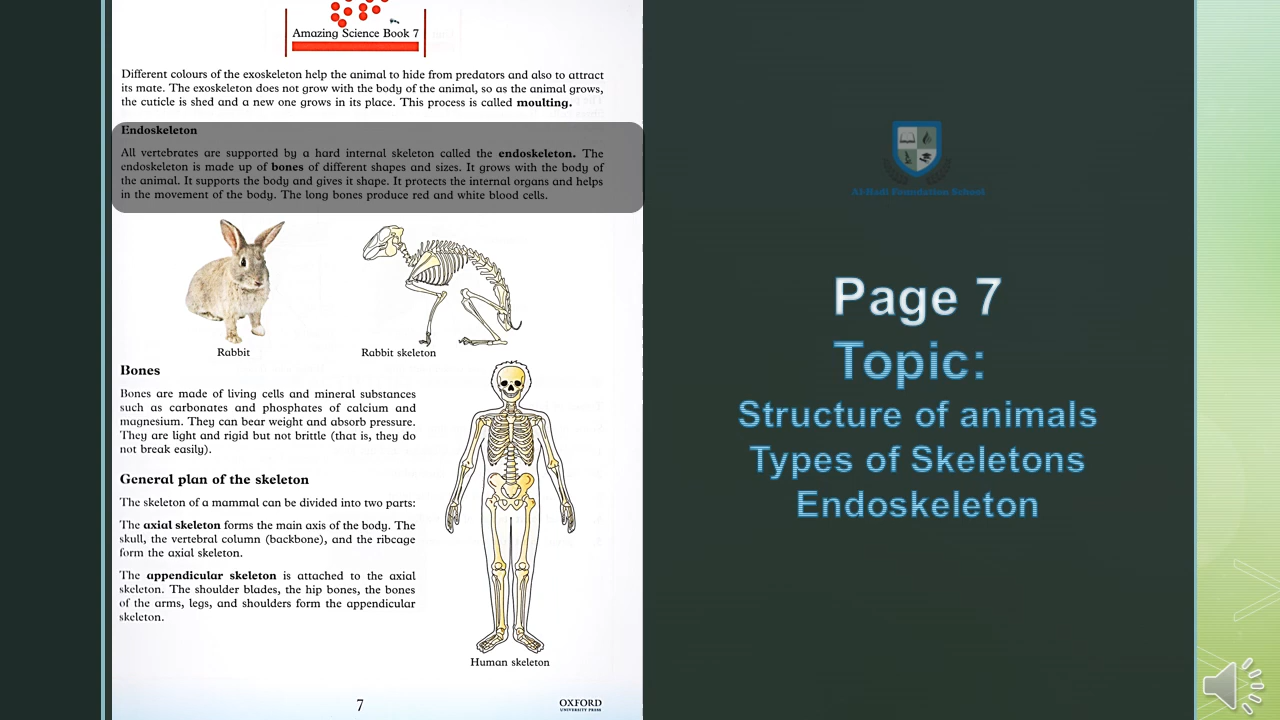 Amazing Science Book 7
Different colours of the exoskeleton help the animal to hide from predators and also to attract
its mate. The exoskeleton does not grow with the body of the animal, so as the animal grows,
the cuticle is shed and a new one grows in its place. This process is called moulting.
Endoskeleton
All vertebrates are supported by a hard internal skeleton called the endoskeleton. The
endoskeleton is made up of bones of different shapes and sizes. It grows with the body of
the animal. It supports the body and gives it shape. It protects the internal organs and helps
in the movement of the body. The long bones produce red and white blood cells.
Rabbit
Rabbit skeleton
Bones
Bones are made of living cells and mineral substances
such as carbonates and phosphates of calcium and
magnesium. They can bear weight and absorb pressure.
They are light and rigid but not brittle (that is, they do
not break easily).
General plan of the skeleton
The skeleton of a mammal can be divided into two parts:
The axial skeleton forms the main axis of the body. The
skull, the vertebral column (backbone), and the ribcage
form the axial skeleton.
The appendicular skeleton is attached to the axial
skeleton. The shoulder blades, the hip bones, the bones
of the arms, legs, and shoulders form the appendicular
skeleton.
Human skeleton
7
OXFORD
UNIVERSITY PRESS
Al-Hadi Foundation School
Page 7
Topic:
Structure of animals
Types of Skeletons
Endoskeleton